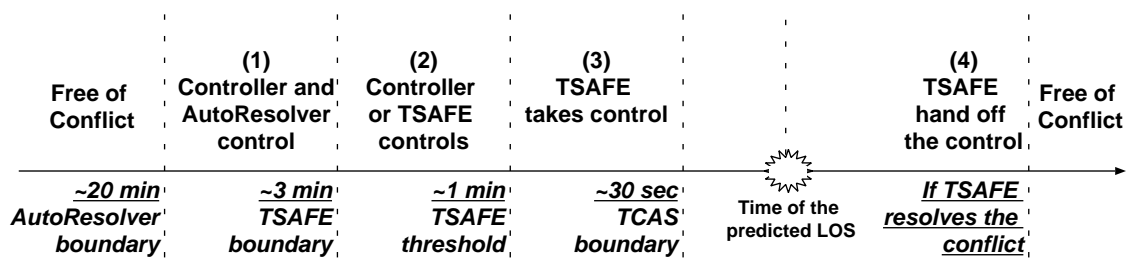 Free of
Conflict
(1)
Controller and
AutoResolver
control
(2)
Controller
or TSAFE
controls
(3)
TSAFE
takes control
(4)
TSAFE
hand off
the control
Free of
Conflict
~20 min
AutoResolver
boundary
~3 min
TSAFE
boundary
~1 min
TSAFE
threshold
~30 sec
TCAS
boundary
Time of the
predicted LOS
If TSAFE
resolves the
conflict